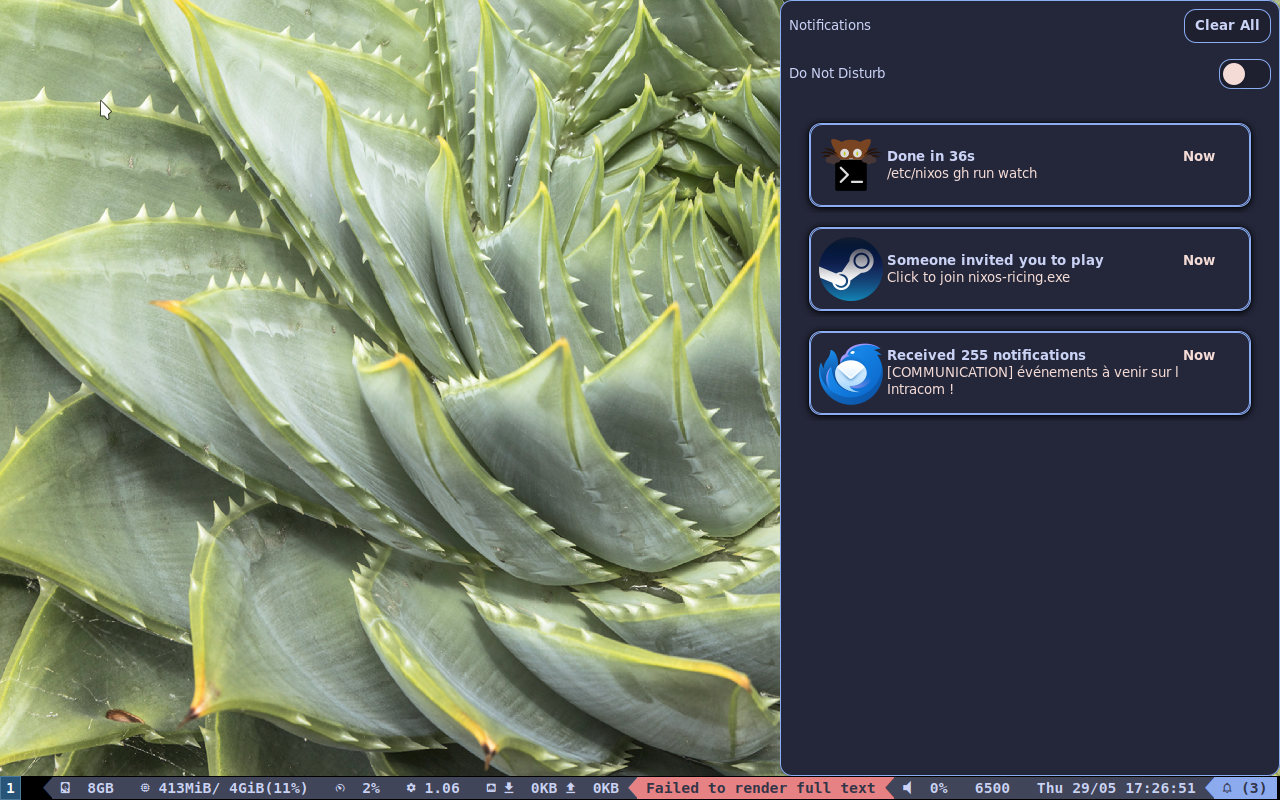 Notifications
Clear All
Do Not Disturb
Done in 36s Now
/etc/nixos gh run watch
Someone invited you to play Now
Click to join nixos-ricing.exe
Received 255 notifications Now
[COMMUNICATION] événements à venir sur l
Intracom !
1 8GB 413MiB/ 4GiB(11%) 2% 1.06 0KB 0KB Failed to render full text 0% 6500 Thu 29/05 17:26:51 (3)